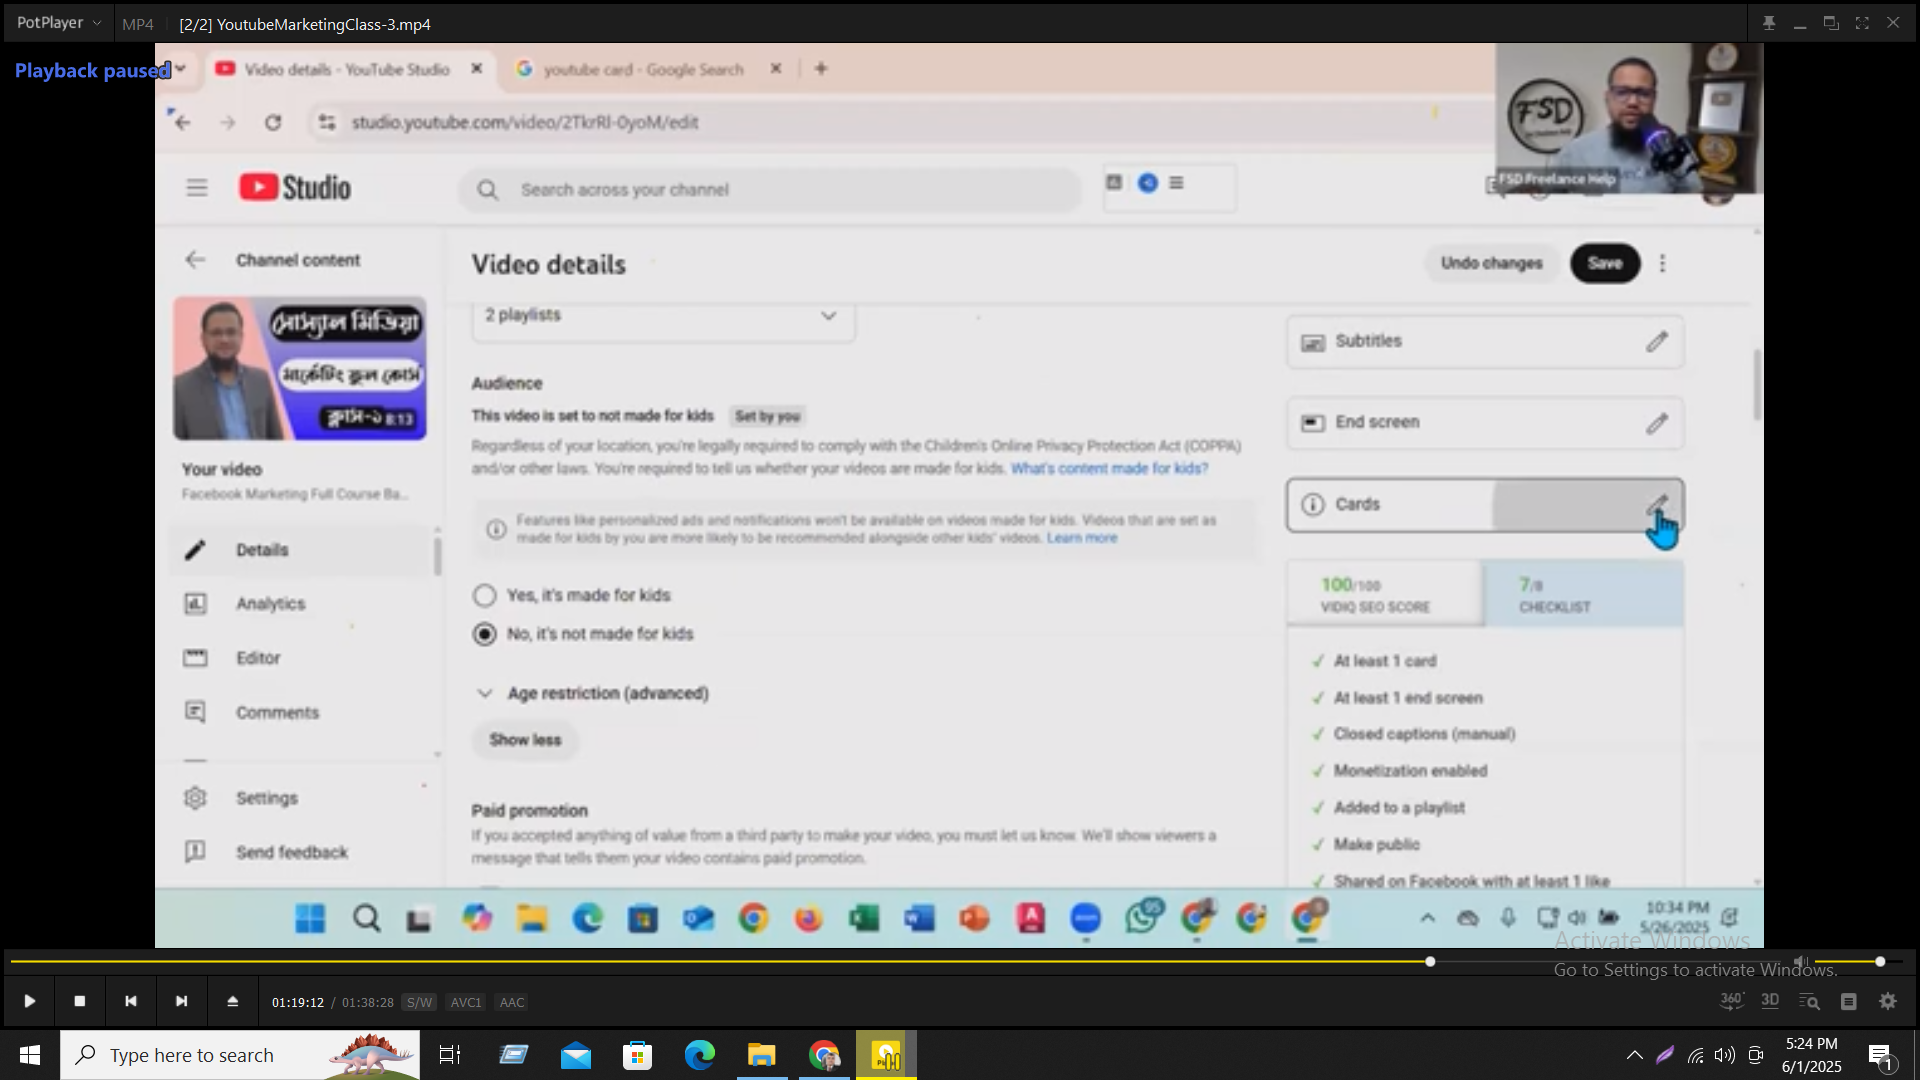 PotPlayer
MP4
[2/2] YoutubeMarketingClass-3.mp4
Playback paused
Video details - YouTube Studio
youtube card - Google Search
studio.youtube.com/video/2TkrRl-0yoM/edit
Studio
Search across your channel
FSD
FSD Freelance Help
Channel content
Video details
Undo changes
Save
সোস্যাল মিডিয়া
মার্কেটিং ফুল কোর্স
ক্লাস-১
8:13
Your video
Facebook Marketing Full Course Ba...
Details
Analytics
Editor
Comments
Settings
Send feedback
2 playlists
Audience
This video is set to not made for kids
Set by you
Regardless of your location, you're legally required to comply with the Children's Online Privacy Protection Act (COPPA)
and/or other laws. You're required to tell us whether your videos are made for kids. What's content made for kids?
Features like personalized ads and notifications won't be available on videos made for kids. Videos that are set as
made for kids by you are more likely to be recommended alongside other kids' videos. Learn more
Yes, it's made for kids
No, it's not made for kids
Age restriction (advanced)
Show less
Paid promotion
If you accepted anything of value from a third party to make your video, you must let us know. We'll show viewers a
message that tells them your video contains paid promotion.
Subtitles
End screen
Cards
100/100
VIDIQ SEO SCORE
7/8
CHECKLIST
At least 1 card
At least 1 end screen
Closed captions (manual)
Monetization enabled
Added to a playlist
Make public
Shared on Facebook with at least 1 like
95
10:34 PM
5/26/2025
Activate Windows
Go to Settings to activate Windows.
01:19:12 / 01:38:28
S/W
AVC1
AAC
360°
3D
Type here to search
5:24 PM
6/1/2025
1